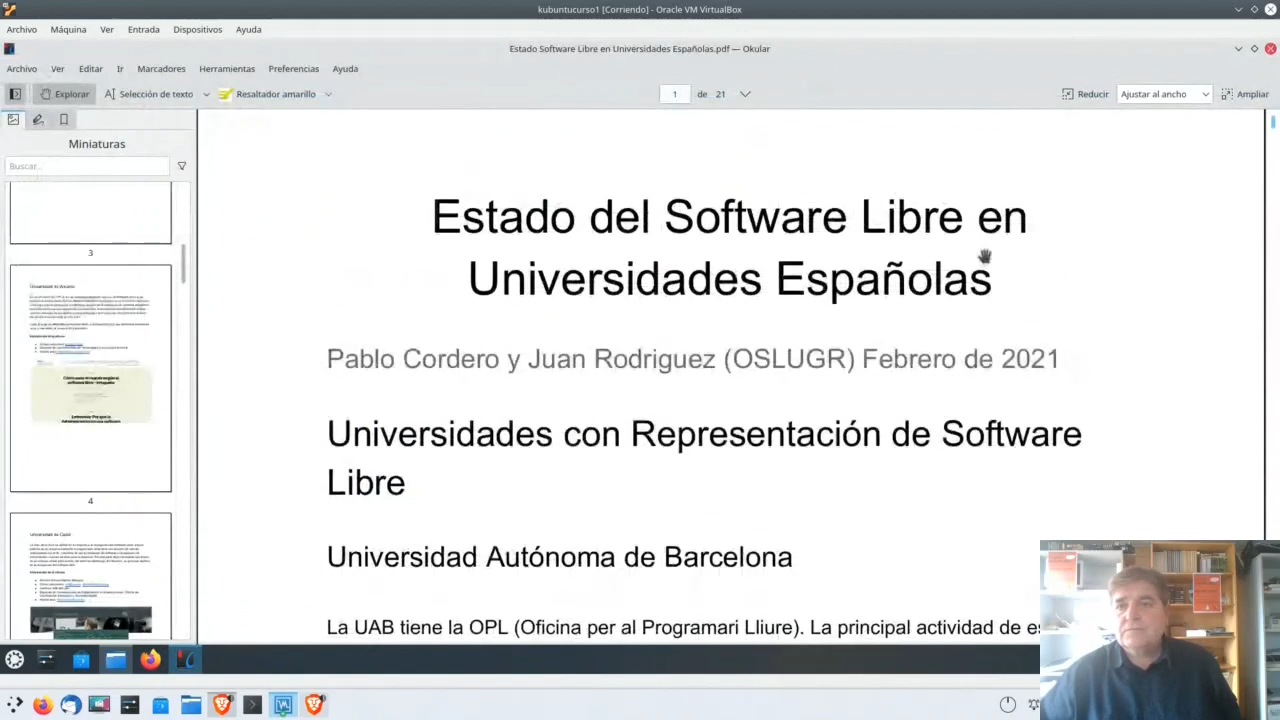 kubuntucurso1 [Corriendo] - Oracle VM VirtualBox
Archivo Máquina Ver Entrada Dispositivos Ayuda
Estado Software Libre en Universidades Españolas.pdf — Okular
Archivo Ver Editar Ir Marcadores Herramientas Preferencias Ayuda
Explorar Selección de texto Resaltador amarillo 1 de 21 Reducir Ajustar al ancho Ampliar
Miniaturas
Buscar...
3
4
Estado del Software Libre en
Universidades Españolas
Pablo Cordero y Juan Rodriguez (OSLUGR) Febrero de 2021
Universidades con Representación de Software
Libre
Universidad Autónoma de Barcelona
La UAB tiene la OPL (Oficina per al Programari Lliure). La principal actividad de